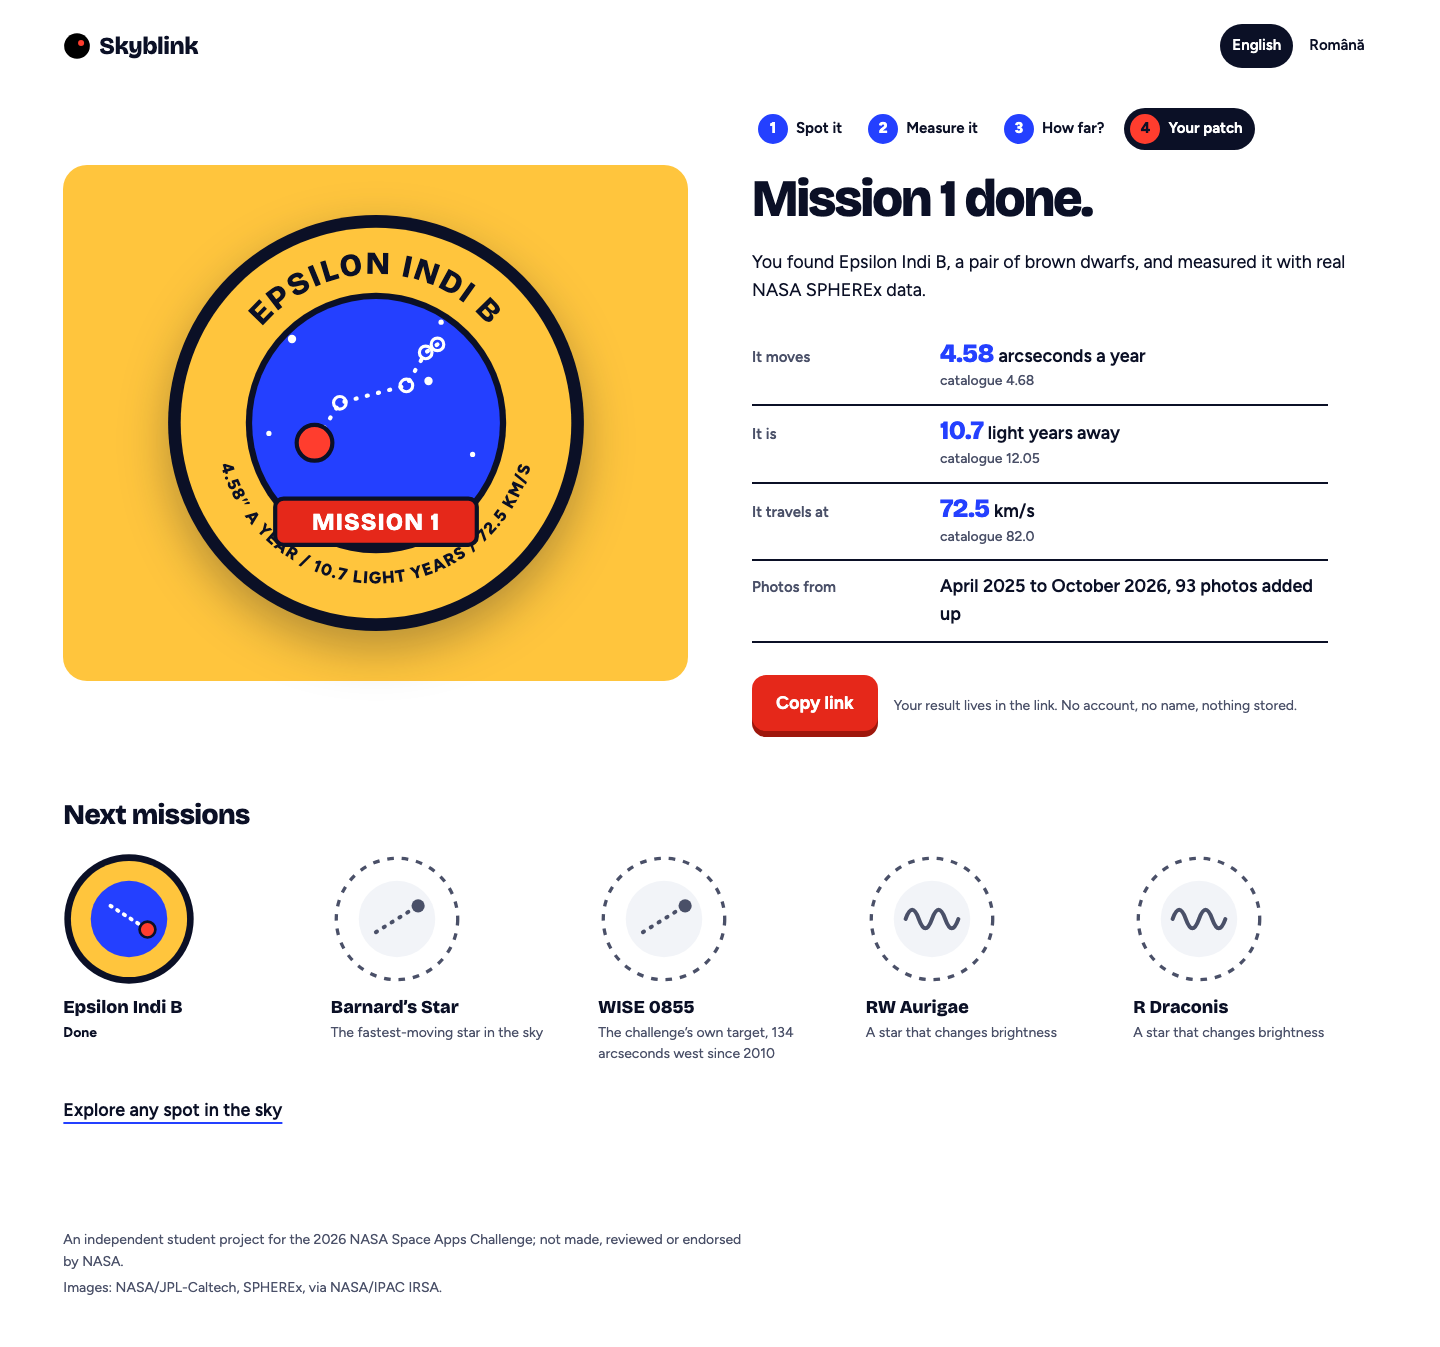 Skyblink
English
Română
1 Spot it
2 Measure it
3 How far?
4 Your patch
EPSILON INDI B
MISSION 1
4.58″ A YEAR / 10.7 LIGHT YEARS / 72.5 KM/S
Mission 1 done.
You found Epsilon Indi B, a pair of brown dwarfs, and measured it with real
NASA SPHEREx data.
It moves
4.58 arcseconds a year
catalogue 4.68
It is
10.7 light years away
catalogue 12.05
It travels at
72.5 km/s
catalogue 82.0
Photos from
April 2025 to October 2026, 93 photos added
up
Copy link
Your result lives in the link. No account, no name, nothing stored.
Next missions
Epsilon Indi B
Done
Barnard’s Star
The fastest-moving star in the sky
WISE 0855
The challenge’s own target, 134
arcseconds west since 2010
RW Aurigae
A star that changes brightness
R Draconis
A star that changes brightness
Explore any spot in the sky
An independent student project for the 2026 NASA Space Apps Challenge; not made, reviewed or endorsed
by NASA.
Images: NASA/JPL-Caltech, SPHEREx, via NASA/IPAC IRSA.